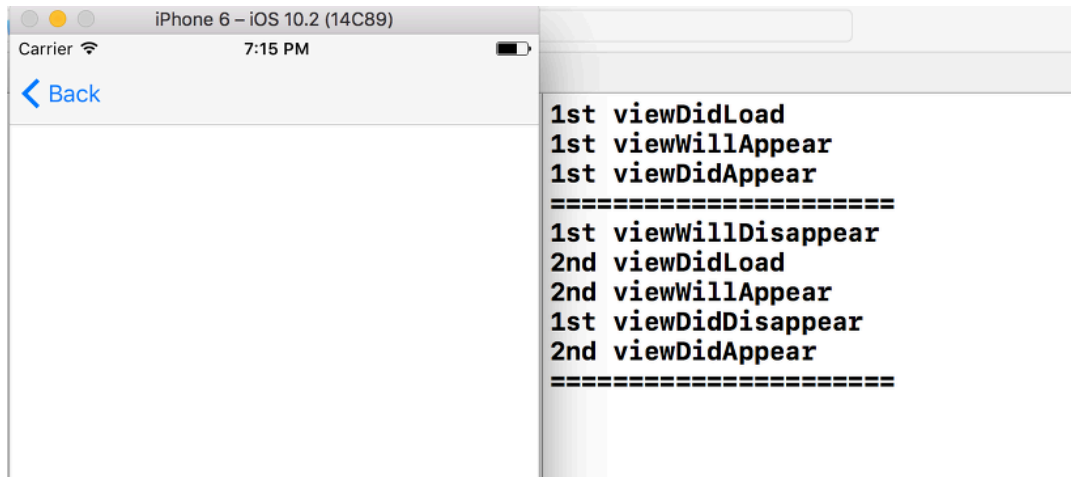 iPhone 6 – iOS 10.2 (14C89)
Carrier 7:15 PM
Back
1st viewDidLoad
1st viewWillAppear
1st viewDidAppear
======================
1st viewWillDisappear
2nd viewDidLoad
2nd viewWillAppear
1st viewDidDisappear
2nd viewDidAppear
======================